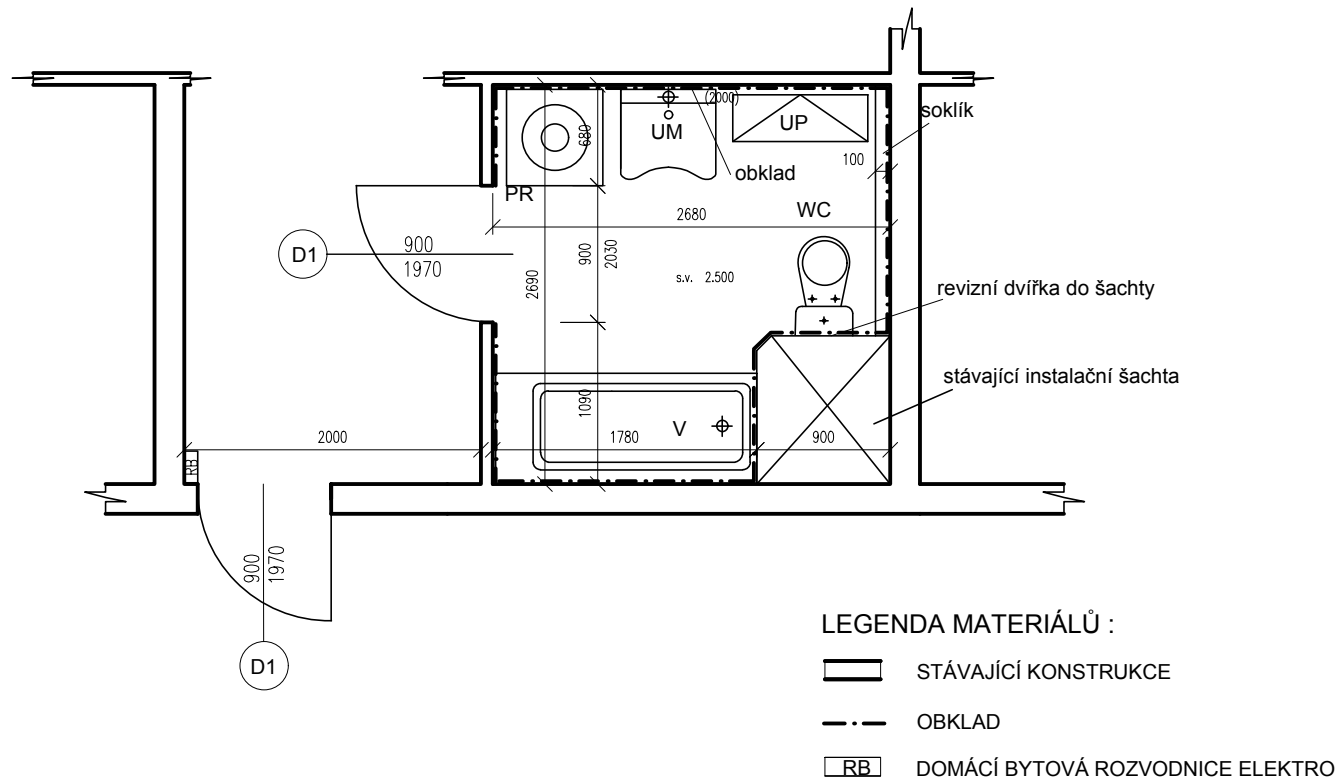 (2000)
soklík
680
UM
UP
100
obklad
PR
WC
2680
D1
900
1970
900
2030
2690
s.v. 2.500
revizní dvířka do šachty
stávající instalační šachta
1090
V
2000
1780
900
RB
900
1970
D1
LEGENDA MATERIÁLŮ :
STÁVAJÍCÍ KONSTRUKCE
OBKLAD
RB DOMÁCÍ BYTOVÁ ROZVODNICE ELEKTRO